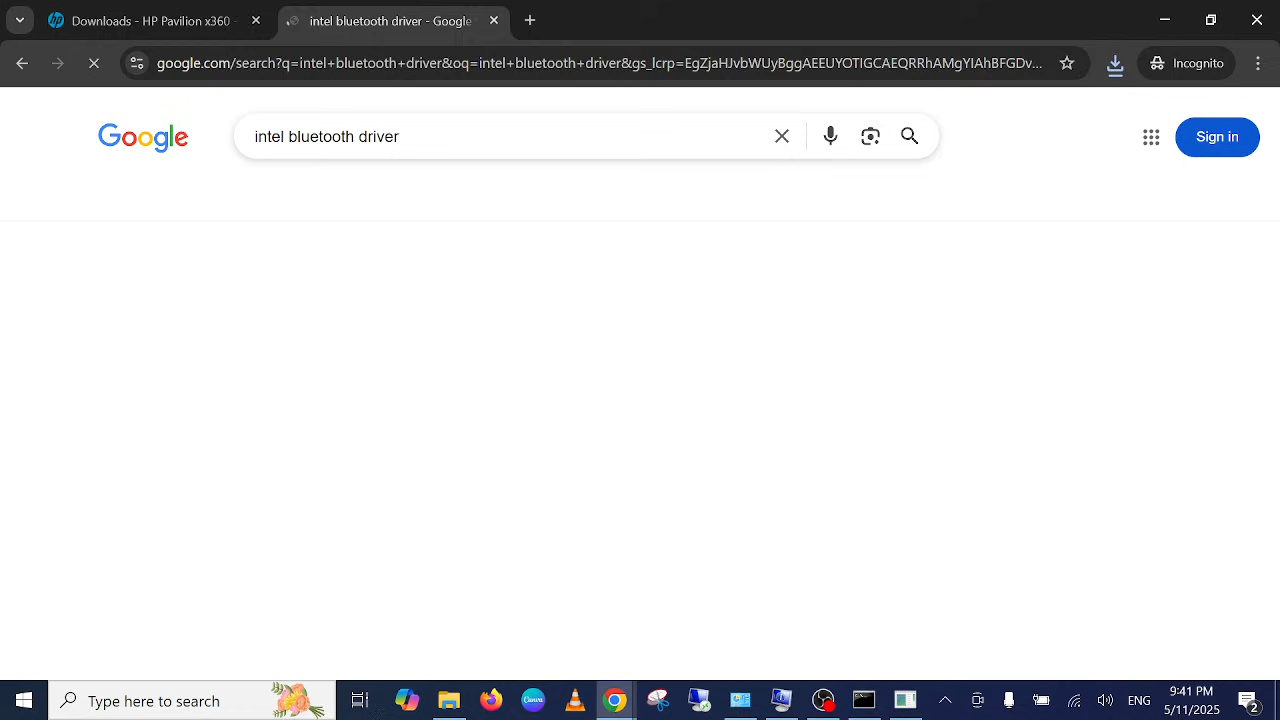 Downloads - HP Pavilion x360
intel bluetooth driver - Google
google.com/search?q=intel+bluetooth+driver&oq=intel+bluetooth+driver&gs_lcrp=EgZjaHJvbWUyBggAEEUYOTIGCAEQRRhAMgYIAhBFGDv...
Incognito
Google
intel bluetooth driver
Sign in
Type here to search
Canva
ENG
9:41 PM
5/11/2025
2